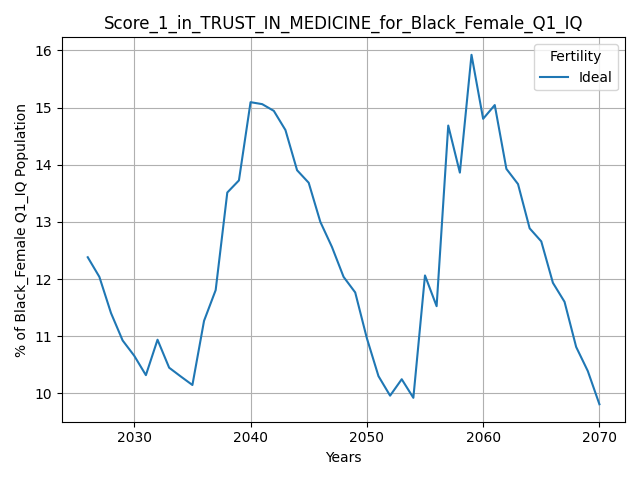 Score_1_in_TRUST_IN_MEDICINE_for_Black_Female_Q1_IQ
Fertility
Ideal
% of Black_Female Q1_IQ Population
16
15
14
13
12
11
10
2030 2040 2050 2060 2070
Years